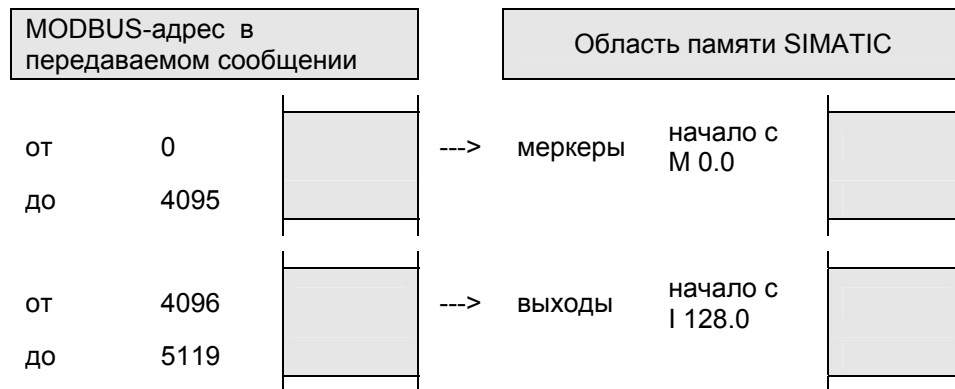 MODBUS-адрес в
передаваемом сообщении
Область памяти SIMATIC
от 0 ---> меркеры начало с
M 0.0
до 4095
от 4096 ---> выходы начало с
I 128.0
до 5119